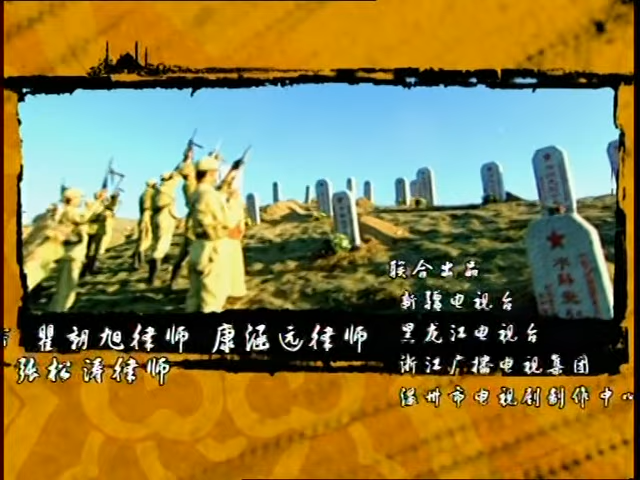 瞿胡旭律师 康涵远律师
张松涛律师
联合出品
新疆电视台
黑龙江电视台
浙江广播电视集团
温州市电视剧制作中心